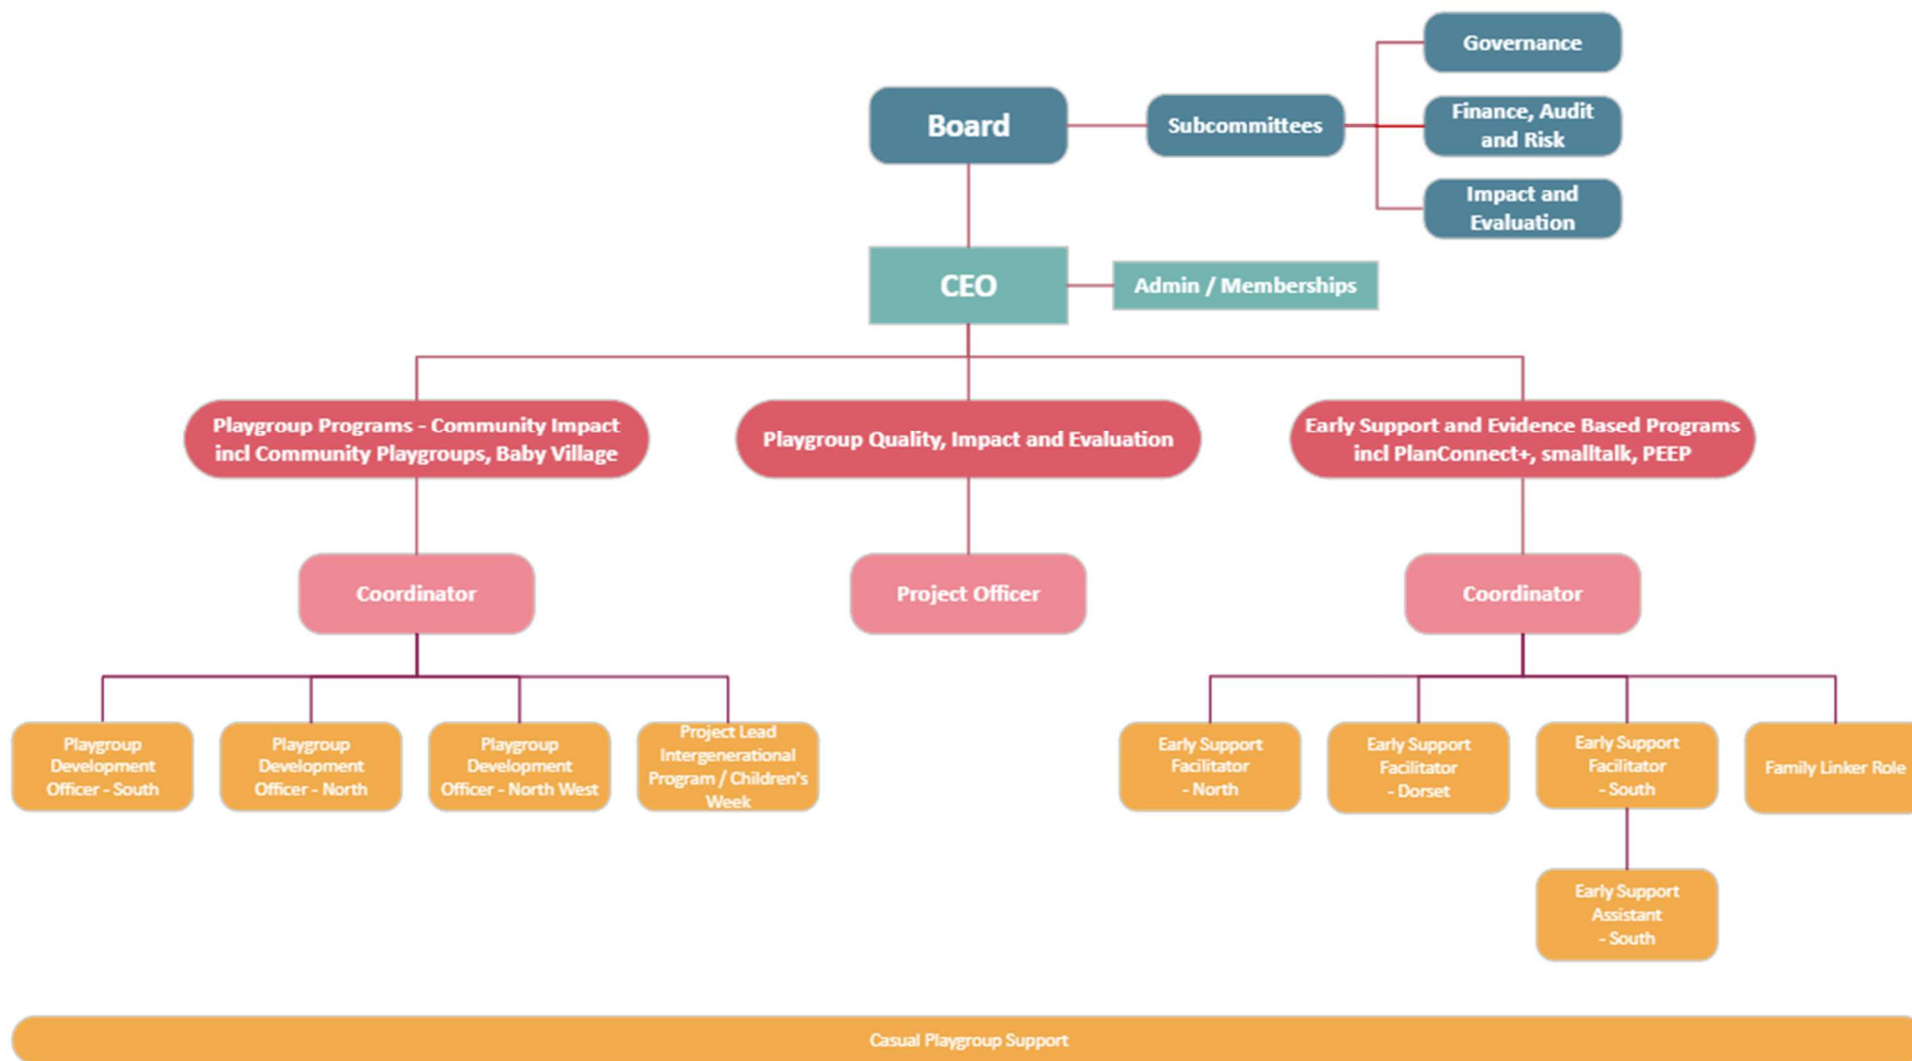 Governance
Board
Subcommittees
Finance, Audit
and Risk
Impact and
Evaluation
CEO
Admin / Memberships
Playgroup Programs - Community Impact
incl Community Playgroups, Baby Village
Playgroup Quality, Impact and Evaluation
Early Support and Evidence Based Programs
incl PlanConnect+, smalltalk, PEEP
Coordinator
Project Officer
Coordinator
Playgroup
Development
Officer - South
Playgroup
Development
Officer - North
Playgroup
Development
Officer - North West
Project Lead
Intergenerational
Program / Children's
Week
Early Support
Facilitator
- North
Early Support
Facilitator
- Dorset
Early Support
Facilitator
- South
Family Linker Role
Early Support
Assistant
- South
Casual Playgroup Support